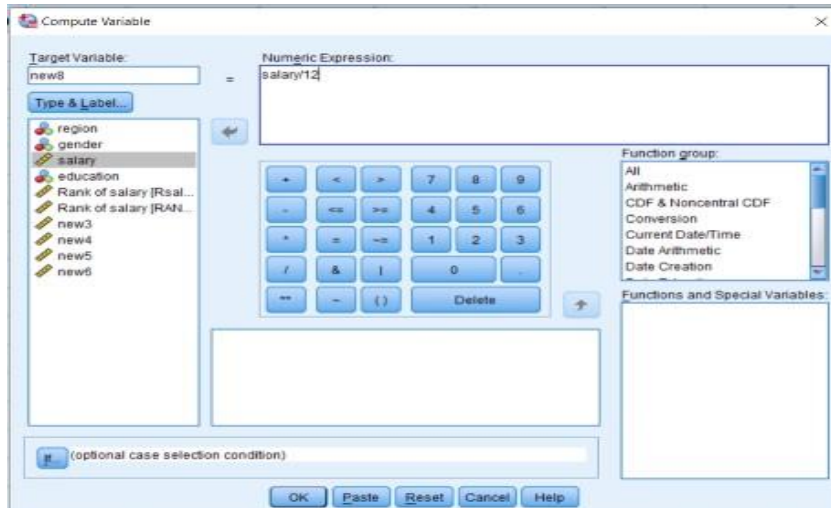 Compute Variable
Target Variable:
new8
=
Numeric Expression:
salary/12
Type & Label...
region
gender
salary
education
Rank of salary [Rsal...
Rank of salary [RAN...
new3
new4
new5
new6
+ < > 7 8 9
- <= >= 4 5 6
* = ~= 1 2 3
/ & | 0 .
** ~ ( ) Delete
Function group:
All
Arithmetic
CDF & Noncentral CDF
Conversion
Current Date/Time
Date Arithmetic
Date Creation
Functions and Special Variables:
If... (optional case selection condition)
OK Paste Reset Cancel Help